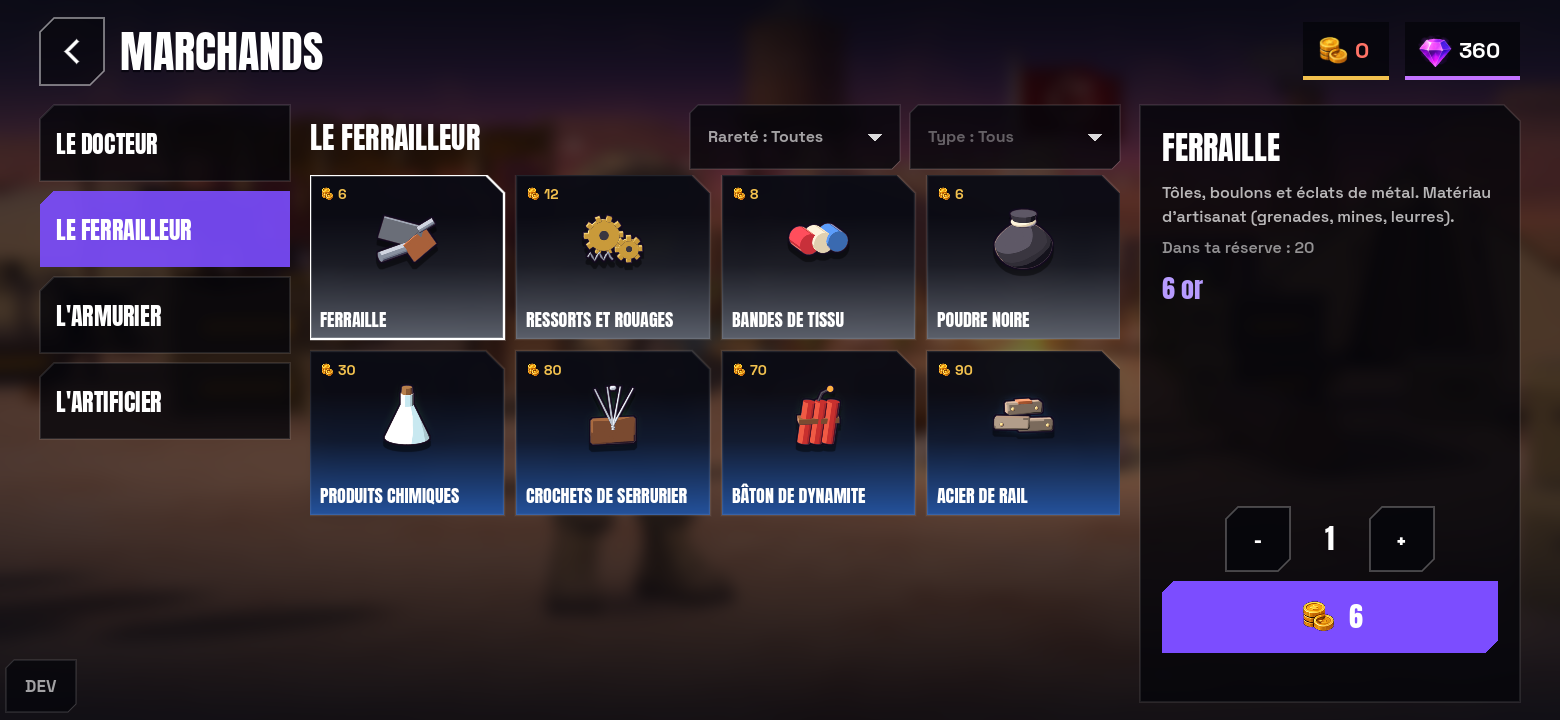 MARCHANDS
0
360
LE DOCTEUR
LE FERRAILLEUR
L'ARMURIER
L'ARTIFICIER
LE FERRAILLEUR
Rareté : Toutes
Type : Tous
6
FERRAILLE
12
RESSORTS ET ROUAGES
8
BANDES DE TISSU
6
POUDRE NOIRE
30
PRODUITS CHIMIQUES
80
CROCHETS DE SERRURIER
70
BÂTON DE DYNAMITE
90
ACIER DE RAIL
FERRAILLE
Tôles, boulons et éclats de métal. Matériau
d'artisanat (grenades, mines, leurres).
Dans ta réserve : 20
6 or
- 1 +
6
DEV